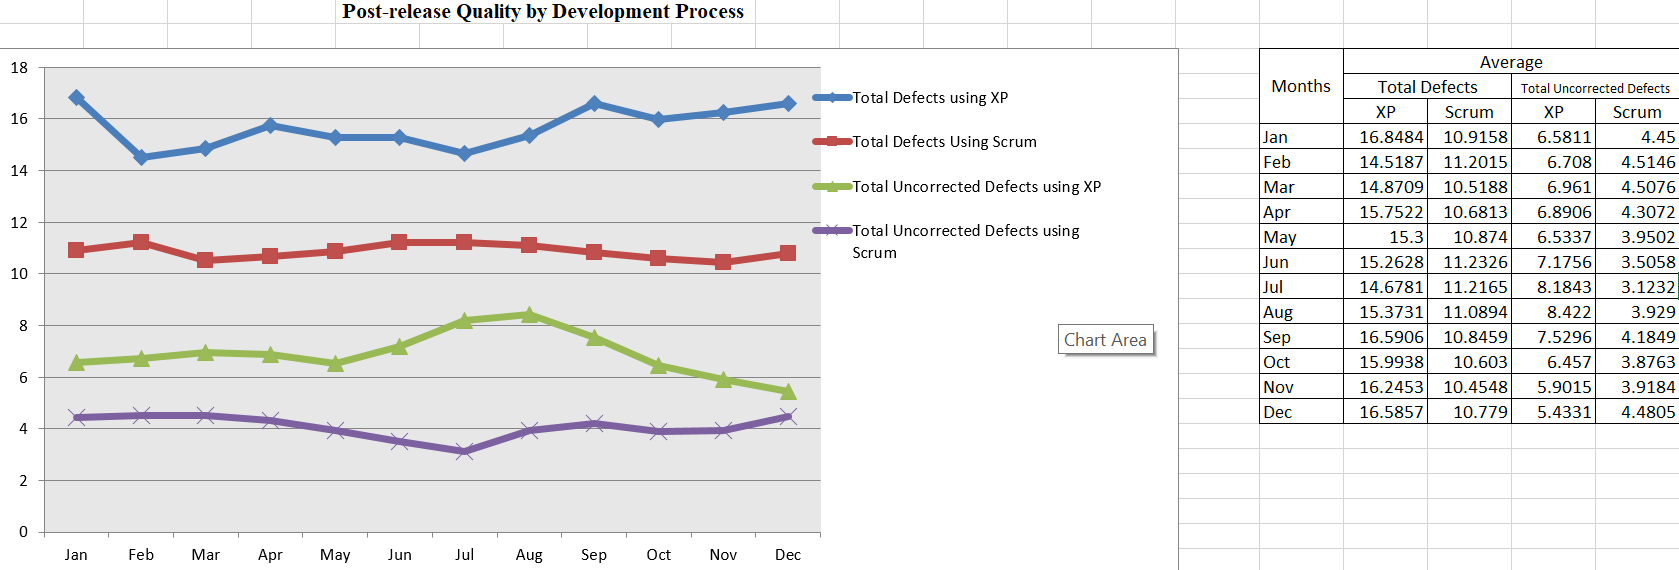 Post-release Quality by Development Process
18
16
14
12
10
8
6
4
2
0
Jan Feb Mar Apr May Jun Jul Aug Sep Oct Nov Dec
Total Defects using XP
Total Defects Using Scrum
Total Uncorrected Defects using XP
Total Uncorrected Defects using
Scrum
Chart Area
Months Average
Total Defects Total Uncorrected Defects
XP Scrum XP Scrum
Jan 16.8484 10.9158 6.5811 4.45
Feb 14.5187 11.2015 6.708 4.5146
Mar 14.8709 10.5188 6.961 4.5076
Apr 15.7522 10.6813 6.8906 4.3072
May 15.3 10.874 6.5337 3.9502
Jun 15.2628 11.2326 7.1756 3.5058
Jul 14.6781 11.2165 8.1843 3.1232
Aug 15.3731 11.0894 8.422 3.929
Sep 16.5906 10.8459 7.5296 4.1849
Oct 15.9938 10.603 6.457 3.8763
Nov 16.2453 10.4548 5.9015 3.9184
Dec 16.5857 10.779 5.4331 4.4805